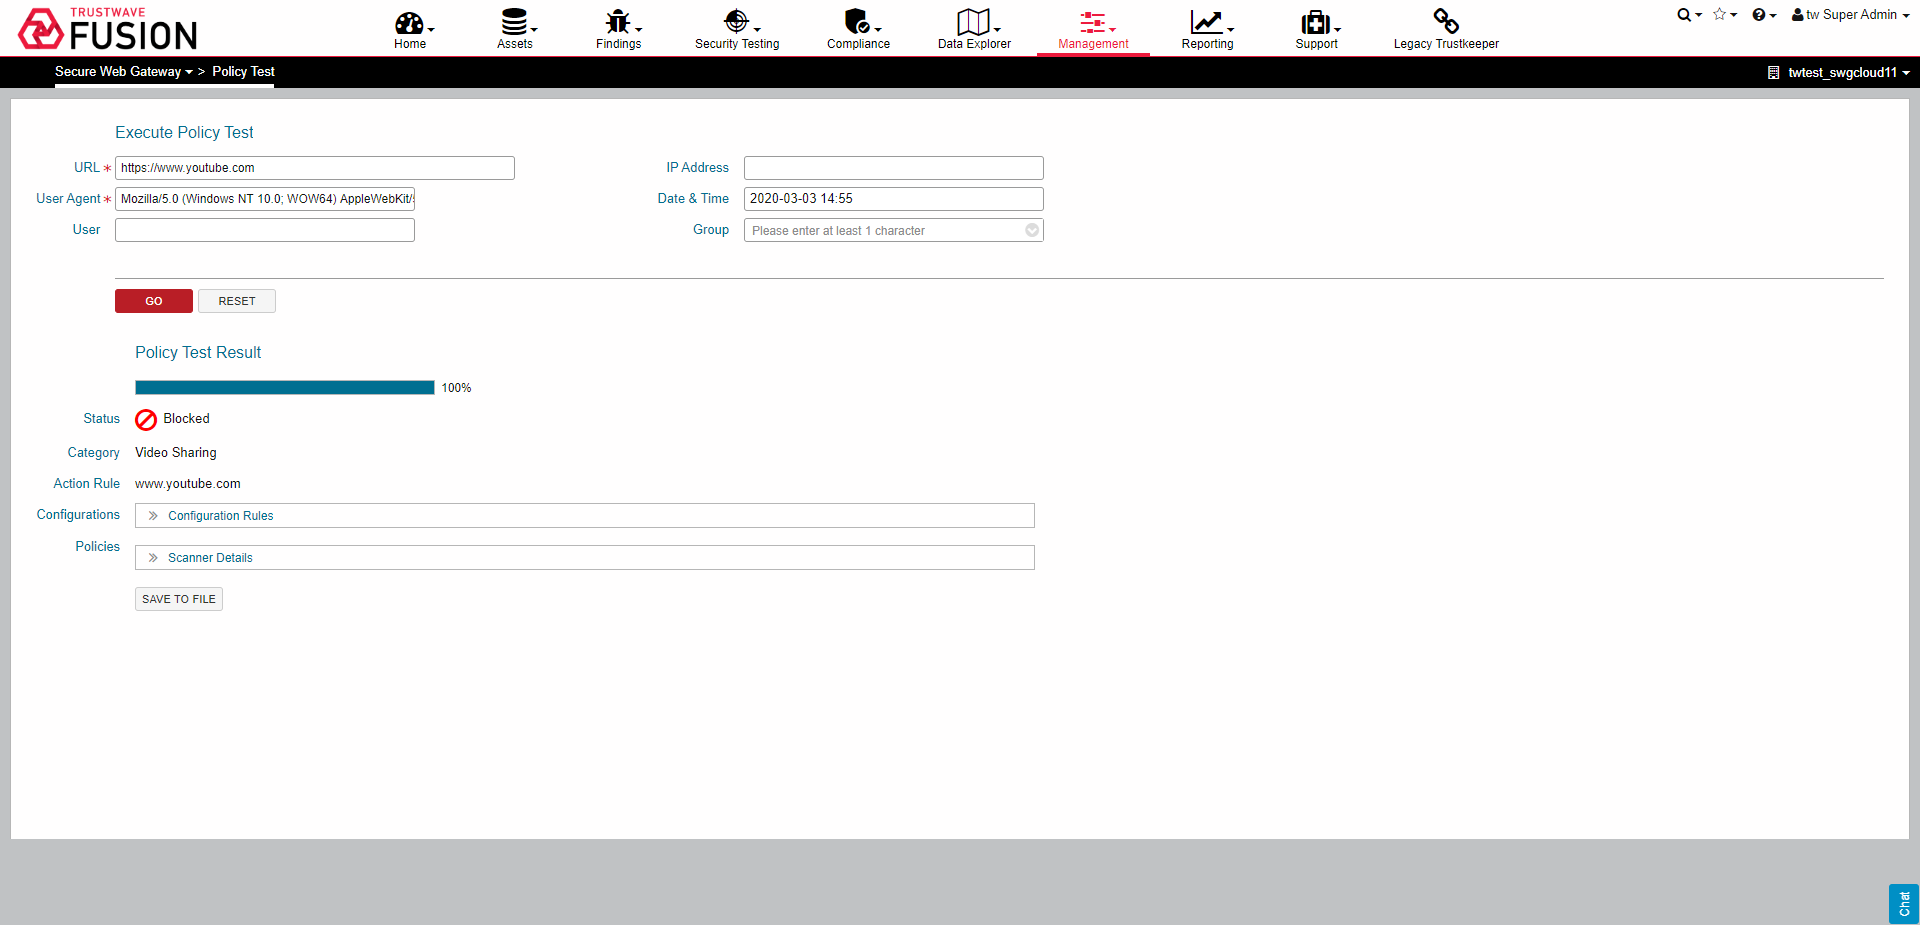 TRUSTWAVE
FUSION
Home
Assets
Findings
Security Testing
Compliance
Data Explorer
Management
Reporting
Support
Legacy Trustkeeper
tw Super Admin
Secure Web Gateway > Policy Test
twtest_swgcloud11
Execute Policy Test
URL * https://www.youtube.com
IP Address
User Agent * Mozilla/5.0 (Windows NT 10.0; WOW64) AppleWebKit/
Date & Time 2020-03-03 14:55
User
Group Please enter at least 1 character
GO
RESET
Policy Test Result
100%
Status Blocked
Category Video Sharing
Action Rule www.youtube.com
Configurations Configuration Rules
Policies Scanner Details
SAVE TO FILE
Chat